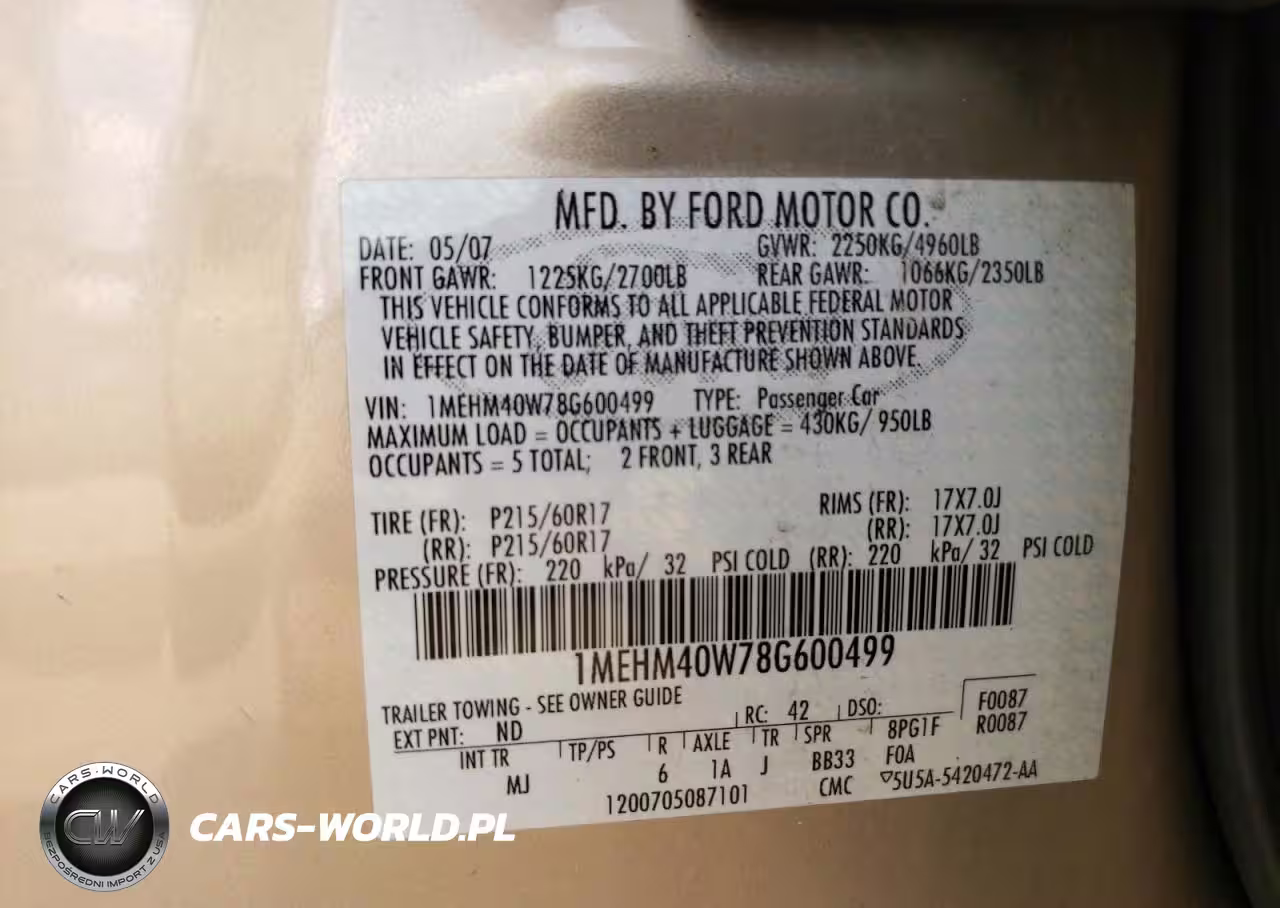 MFD. BY FORD MOTOR CO.
DATE: 05/07 GVWR: 2250KG/4960LB
FRONT GAWR: 1225KG/2700LB REAR GAWR: 1066KG/2350LB
THIS VEHICLE CONFORMS TO ALL APPLICABLE FEDERAL MOTOR
VEHICLE SAFETY, BUMPER, AND THEFT PREVENTION STANDARDS
IN EFFECT ON THE DATE OF MANUFACTURE SHOWN ABOVE.
VIN: 1MEHM40W78G600499 TYPE: Passenger Car
MAXIMUM LOAD = OCCUPANTS + LUGGAGE = 430KG/ 950LB
OCCUPANTS = 5 TOTAL; 2 FRONT, 3 REAR
TIRE (FR): P215/60R17 RIMS (FR): 17X7.0J
(RR): P215/60R17 (RR): 17X7.0J
PRESSURE (FR): 220 kPa/ 32 PSI COLD (RR): 220 kPa/ 32 PSI COLD
1MEHM40W78G600499
TRAILER TOWING - SEE OWNER GUIDE
EXT PNT: ND RC: 42 DSO: F0087
R0087
INT TR TP/PS R AXLE TR SPR 8PG1F
MJ 6 1A J BB33 F0A
1200705087101 CMC 5U5A-5420472-AA
CARS-WORLD
CW
BEZPOŚREDNI IMPORT Z USA
CARS-WORLD.PL